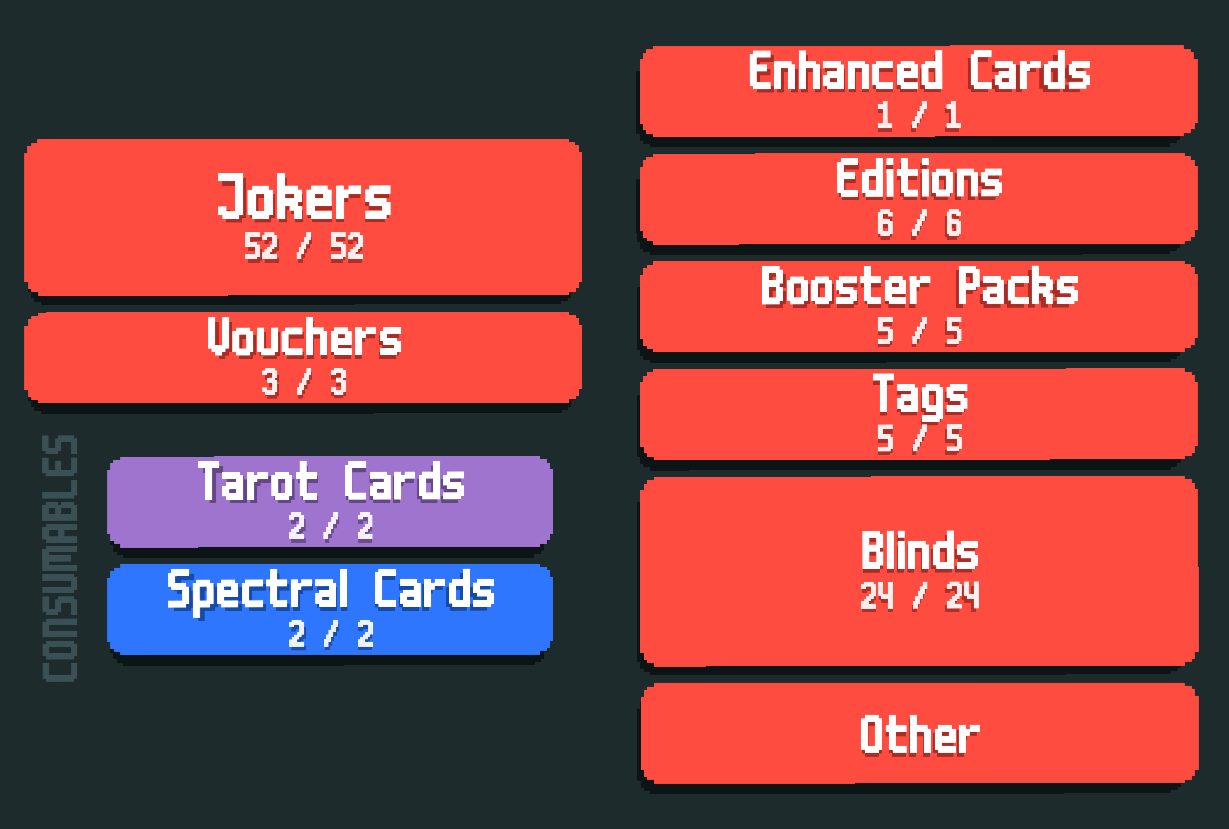 Jokers
52 / 52
Vouchers
3 / 3
CONSUMABLES
Tarot Cards
2 / 2
Spectral Cards
2 / 2
Enhanced Cards
1 / 1
Editions
6 / 6
Booster Packs
5 / 5
Tags
5 / 5
Blinds
24 / 24
Other